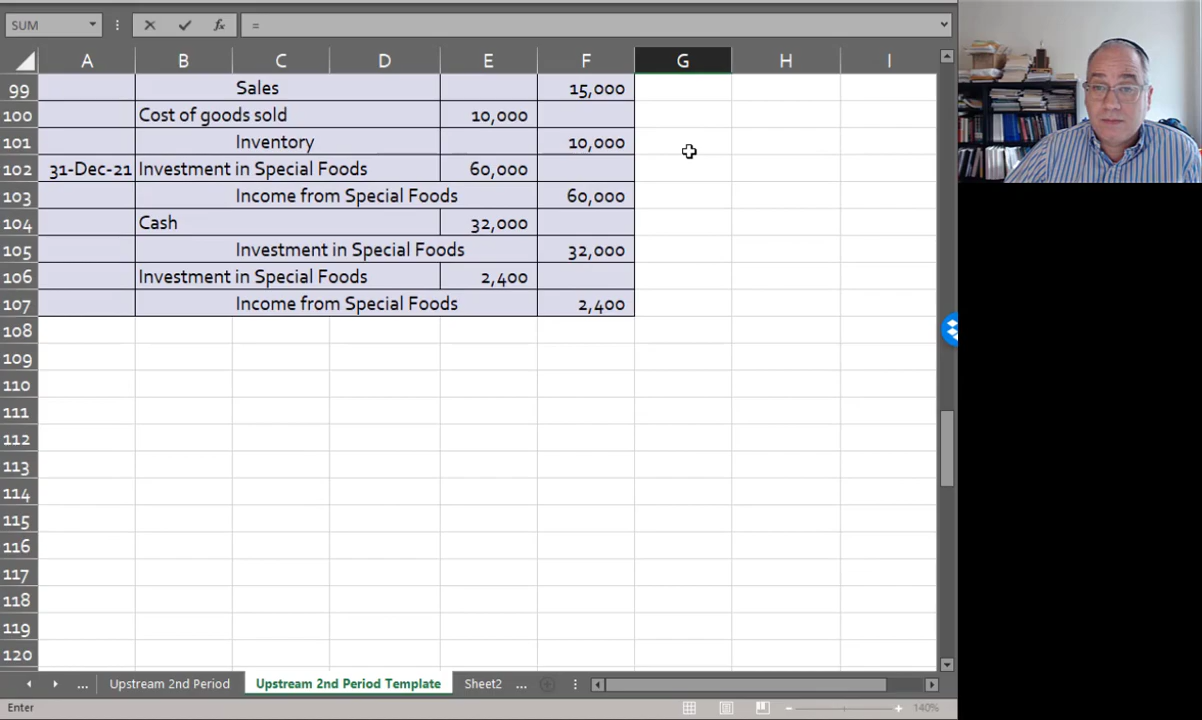 SUM =
A B C D E F G H I
99 Sales 15,000
100 Cost of goods sold 10,000
101 Inventory 10,000
102 31-Dec-21 Investment in Special Foods 60,000
103 Income from Special Foods 60,000
104 Cash 32,000
105 Investment in Special Foods 32,000
106 Investment in Special Foods 2,400
107 Income from Special Foods 2,400
108
109
110
111
112
113
114
115
116
117
118
119
120
... Upstream 2nd Period Upstream 2nd Period Template Sheet2 ...
Enter 140%